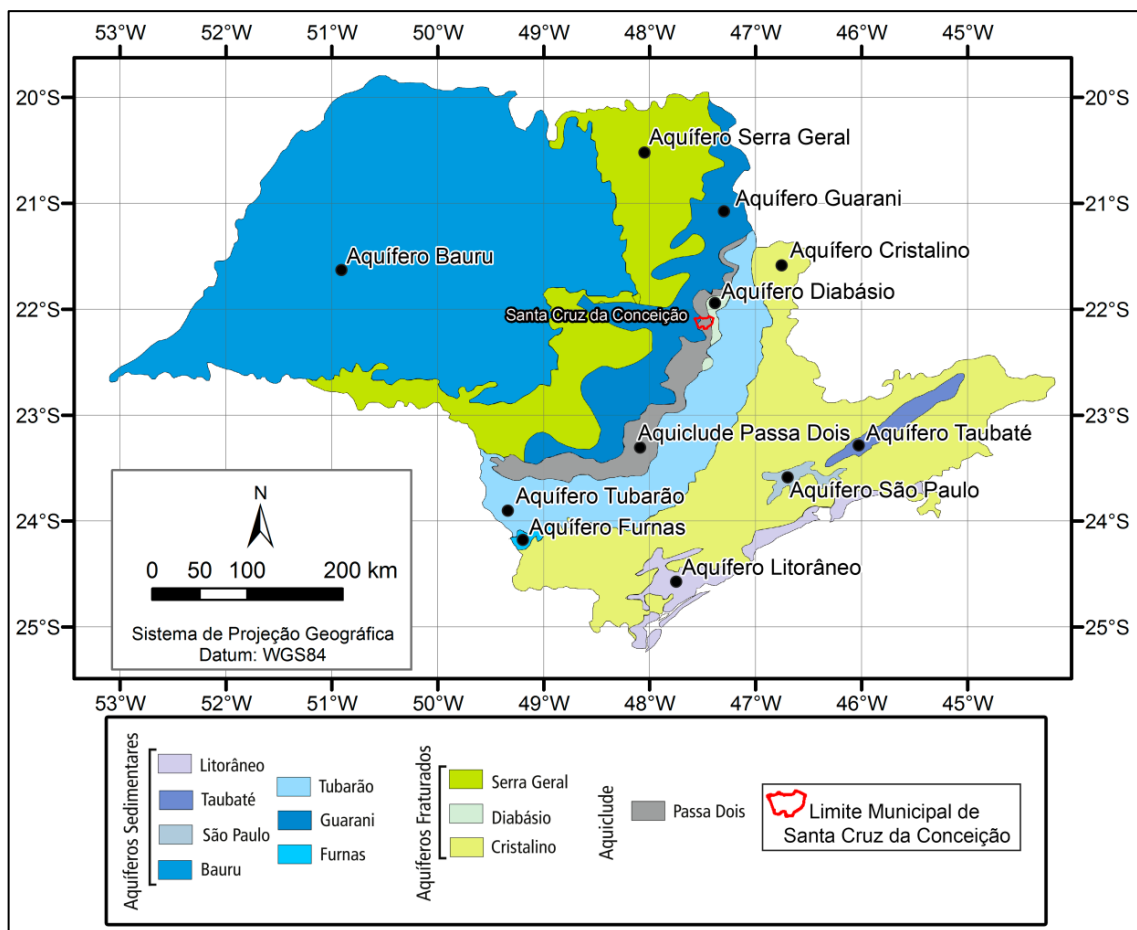 53°W 52°W 51°W 50°W 49°W 48°W 47°W 46°W 45°W
20°S 20°S
Aquífero Serra Geral
21°S 21°S
Aquífero Guarani
Aquífero Cristalino
Aquífero Bauru
Aquífero Diabásio
22°S 22°S
Santa Cruz da Conceição
23°S 23°S
Aquiclude Passa Dois Aquífero Taubaté
Aquífero São Paulo
Aquífero Tubarão
24°S 24°S
Aquífero Furnas
Aquífero Litorâneo
25°S 25°S
N
0 50 100 200 km
Sistema de Projeção Geográfica
Datum: WGS84
53°W 52°W 51°W 50°W 49°W 48°W 47°W 46°W 45°W
Aquíferos Sedimentares
Litorâneo
Taubaté
São Paulo
Bauru
Tubarão
Guarani
Furnas
Aquíferos Fraturados
Serra Geral
Diabásio
Cristalino
Aquiclude
Passa Dois
Limite Municipal de
Santa Cruz da Conceição